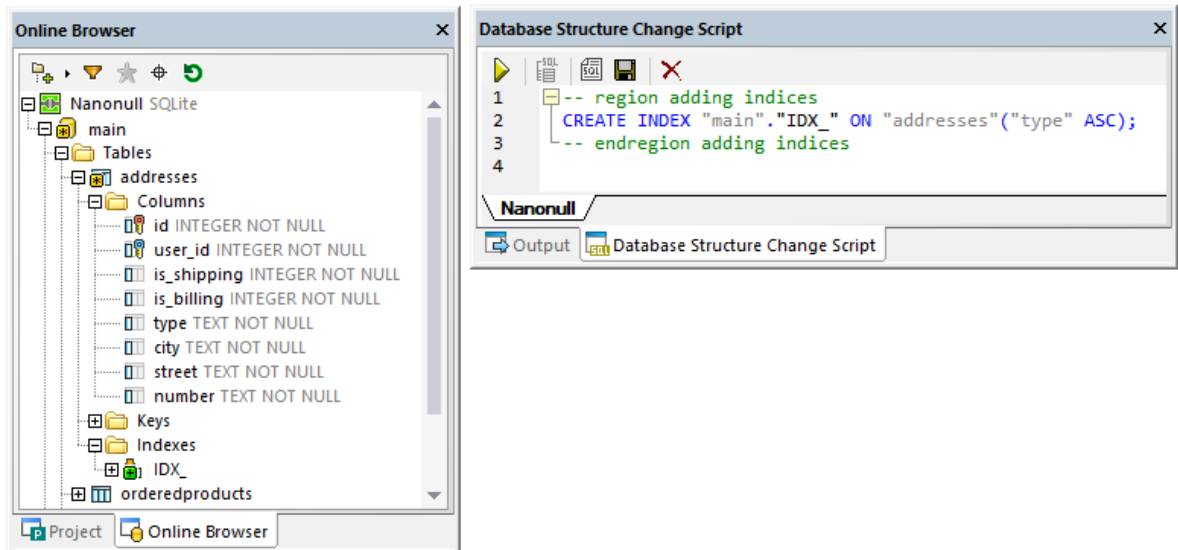 Online Browser
Nanonull SQLite
main
Tables
addresses
Columns
id INTEGER NOT NULL
user_id INTEGER NOT NULL
is_shipping INTEGER NOT NULL
is_billing INTEGER NOT NULL
type TEXT NOT NULL
city TEXT NOT NULL
street TEXT NOT NULL
number TEXT NOT NULL
Keys
Indexes
IDX_
orderedproducts
Project Online Browser
Database Structure Change Script
SQL SQL
1 -- region adding indices
2 CREATE INDEX "main"."IDX_" ON "addresses"("type" ASC);
3 -- endregion adding indices
4
Nanonull
Output Database Structure Change Script